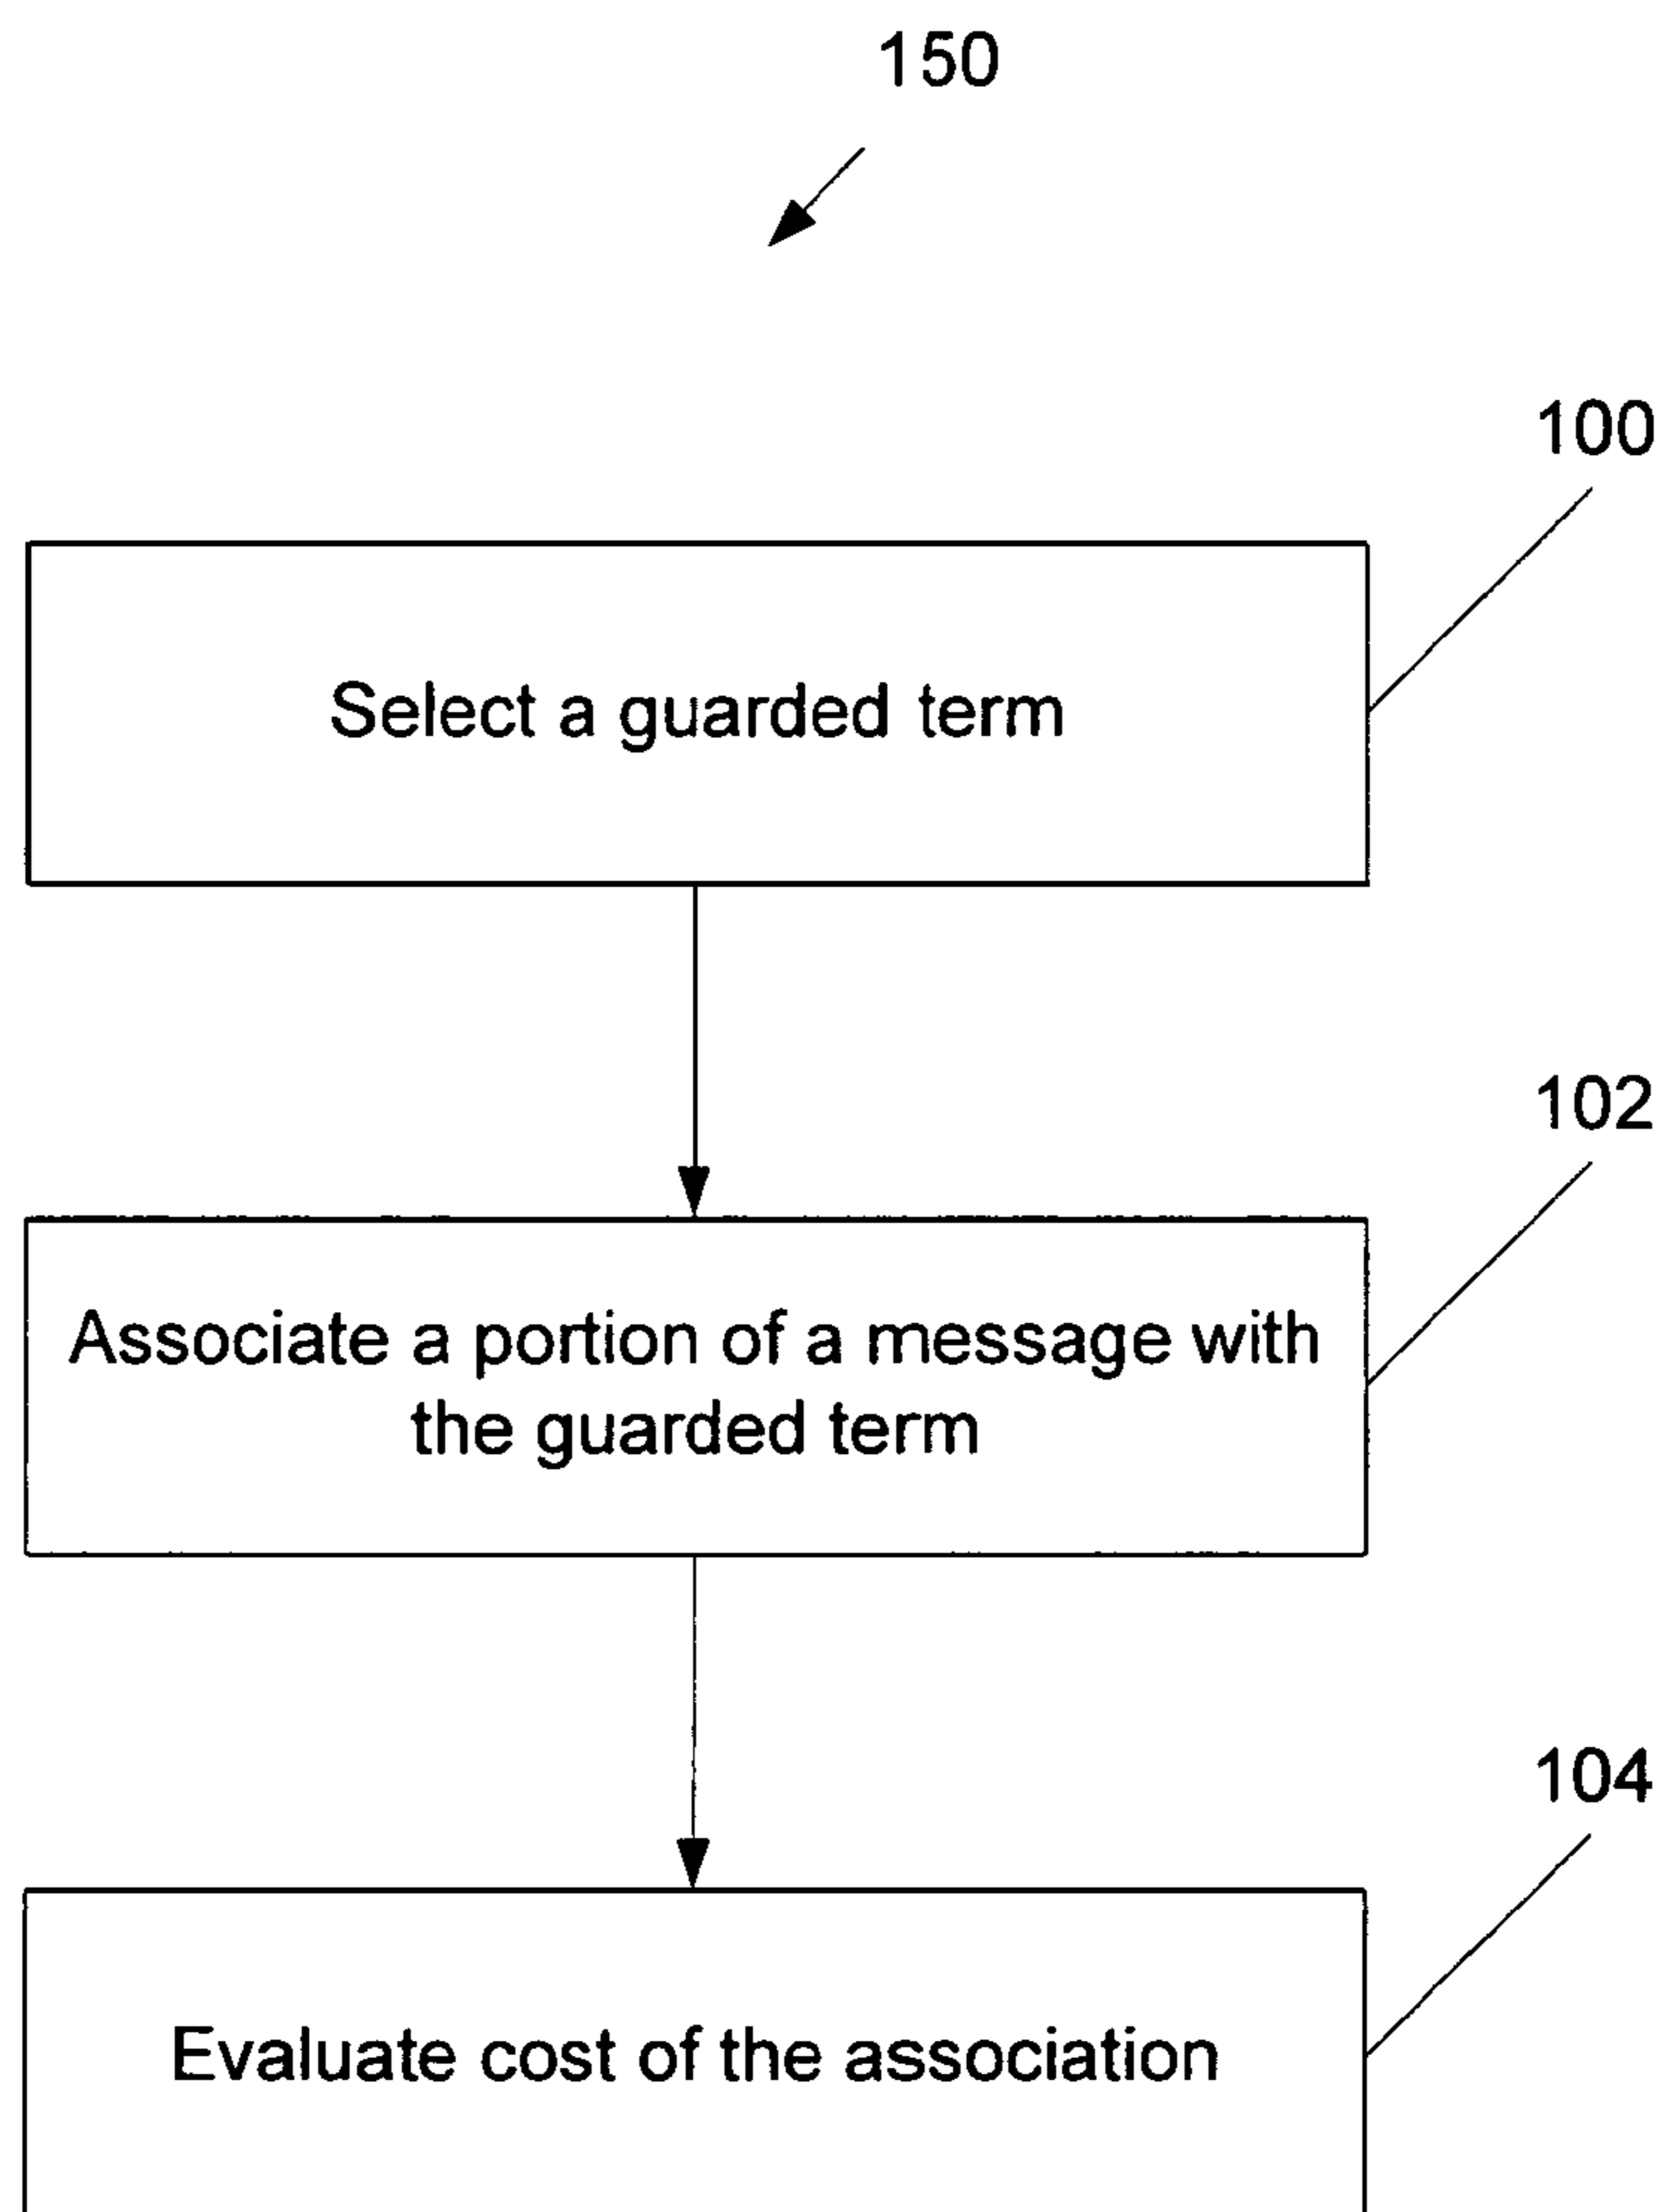 150
100
Select a guarded term
102
Associate a portion of a message with
the guarded term
104
Evaluate cost of the association